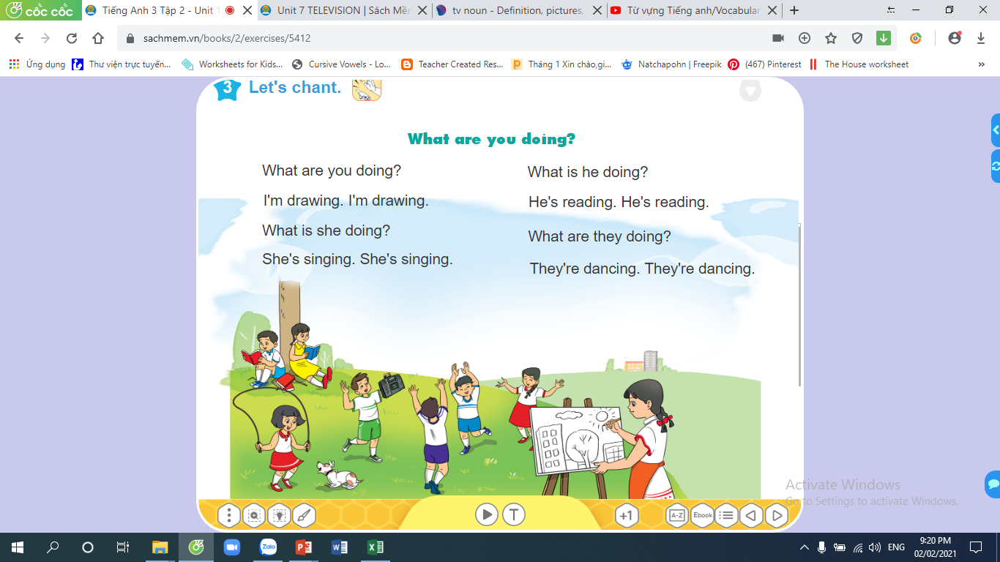 cốc cốc
Tiếng Anh 3 Tập 2 - Unit 1
Unit 7 TELEVISION | Sách Mềm
tv noun - Definition, pictures,
Từ vựng Tiếng anh/Vocabular
sachmem.vn/books/2/exercises/5412
Ứng dụng
Thư viện trực tuyến...
Worksheets for Kids...
Cursive Vowels - Lo...
Teacher Created Res...
Tháng 1 Xin chào,gi...
Natchapohn | Freepik
(467) Pinterest
The House worksheet
3 Let's chant.
What are you doing?
What are you doing?
I'm drawing. I'm drawing.
What is she doing?
She's singing. She's singing.
What is he doing?
He's reading. He's reading.
What are they doing?
They're dancing. They're dancing.
Activate Windows
Go to Settings to activate Windows.
T
+1
A-Z
Ebook
Zalo
ENG
9:20 PM
02/02/2021